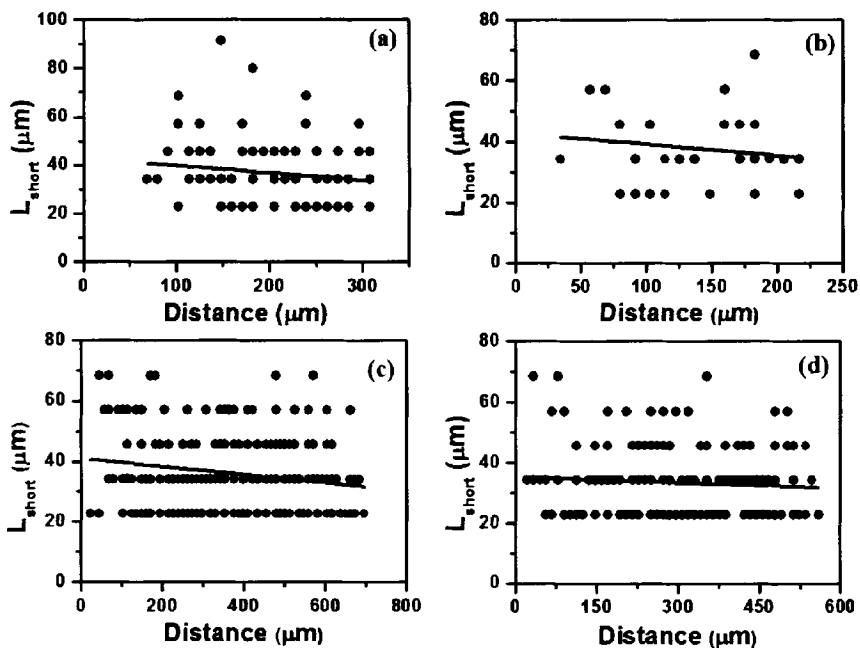 (a)
L_short (μm)
100
80
60
40
20
0
0 100 200 300
Distance (μm)
(b)
L_short (μm)
80
60
40
20
0
0 50 100 150 200 250
Distance (μm)
(c)
L_short (μm)
80
60
40
20
0
0 200 400 600 800
Distance (μm)
(d)
L_short (μm)
80
60
40
20
0
0 150 300 450 600
Distance (μm)